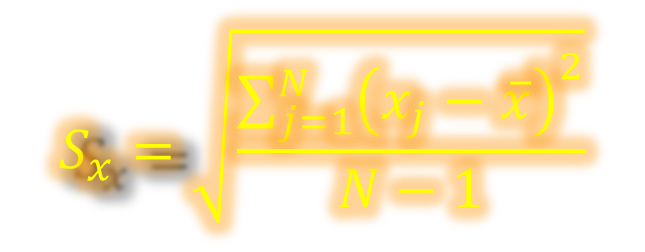 $S_x = \sqrt{\frac{\sum_{j=1}^{N}(x_j - \bar{x})^2}{N-1}}$